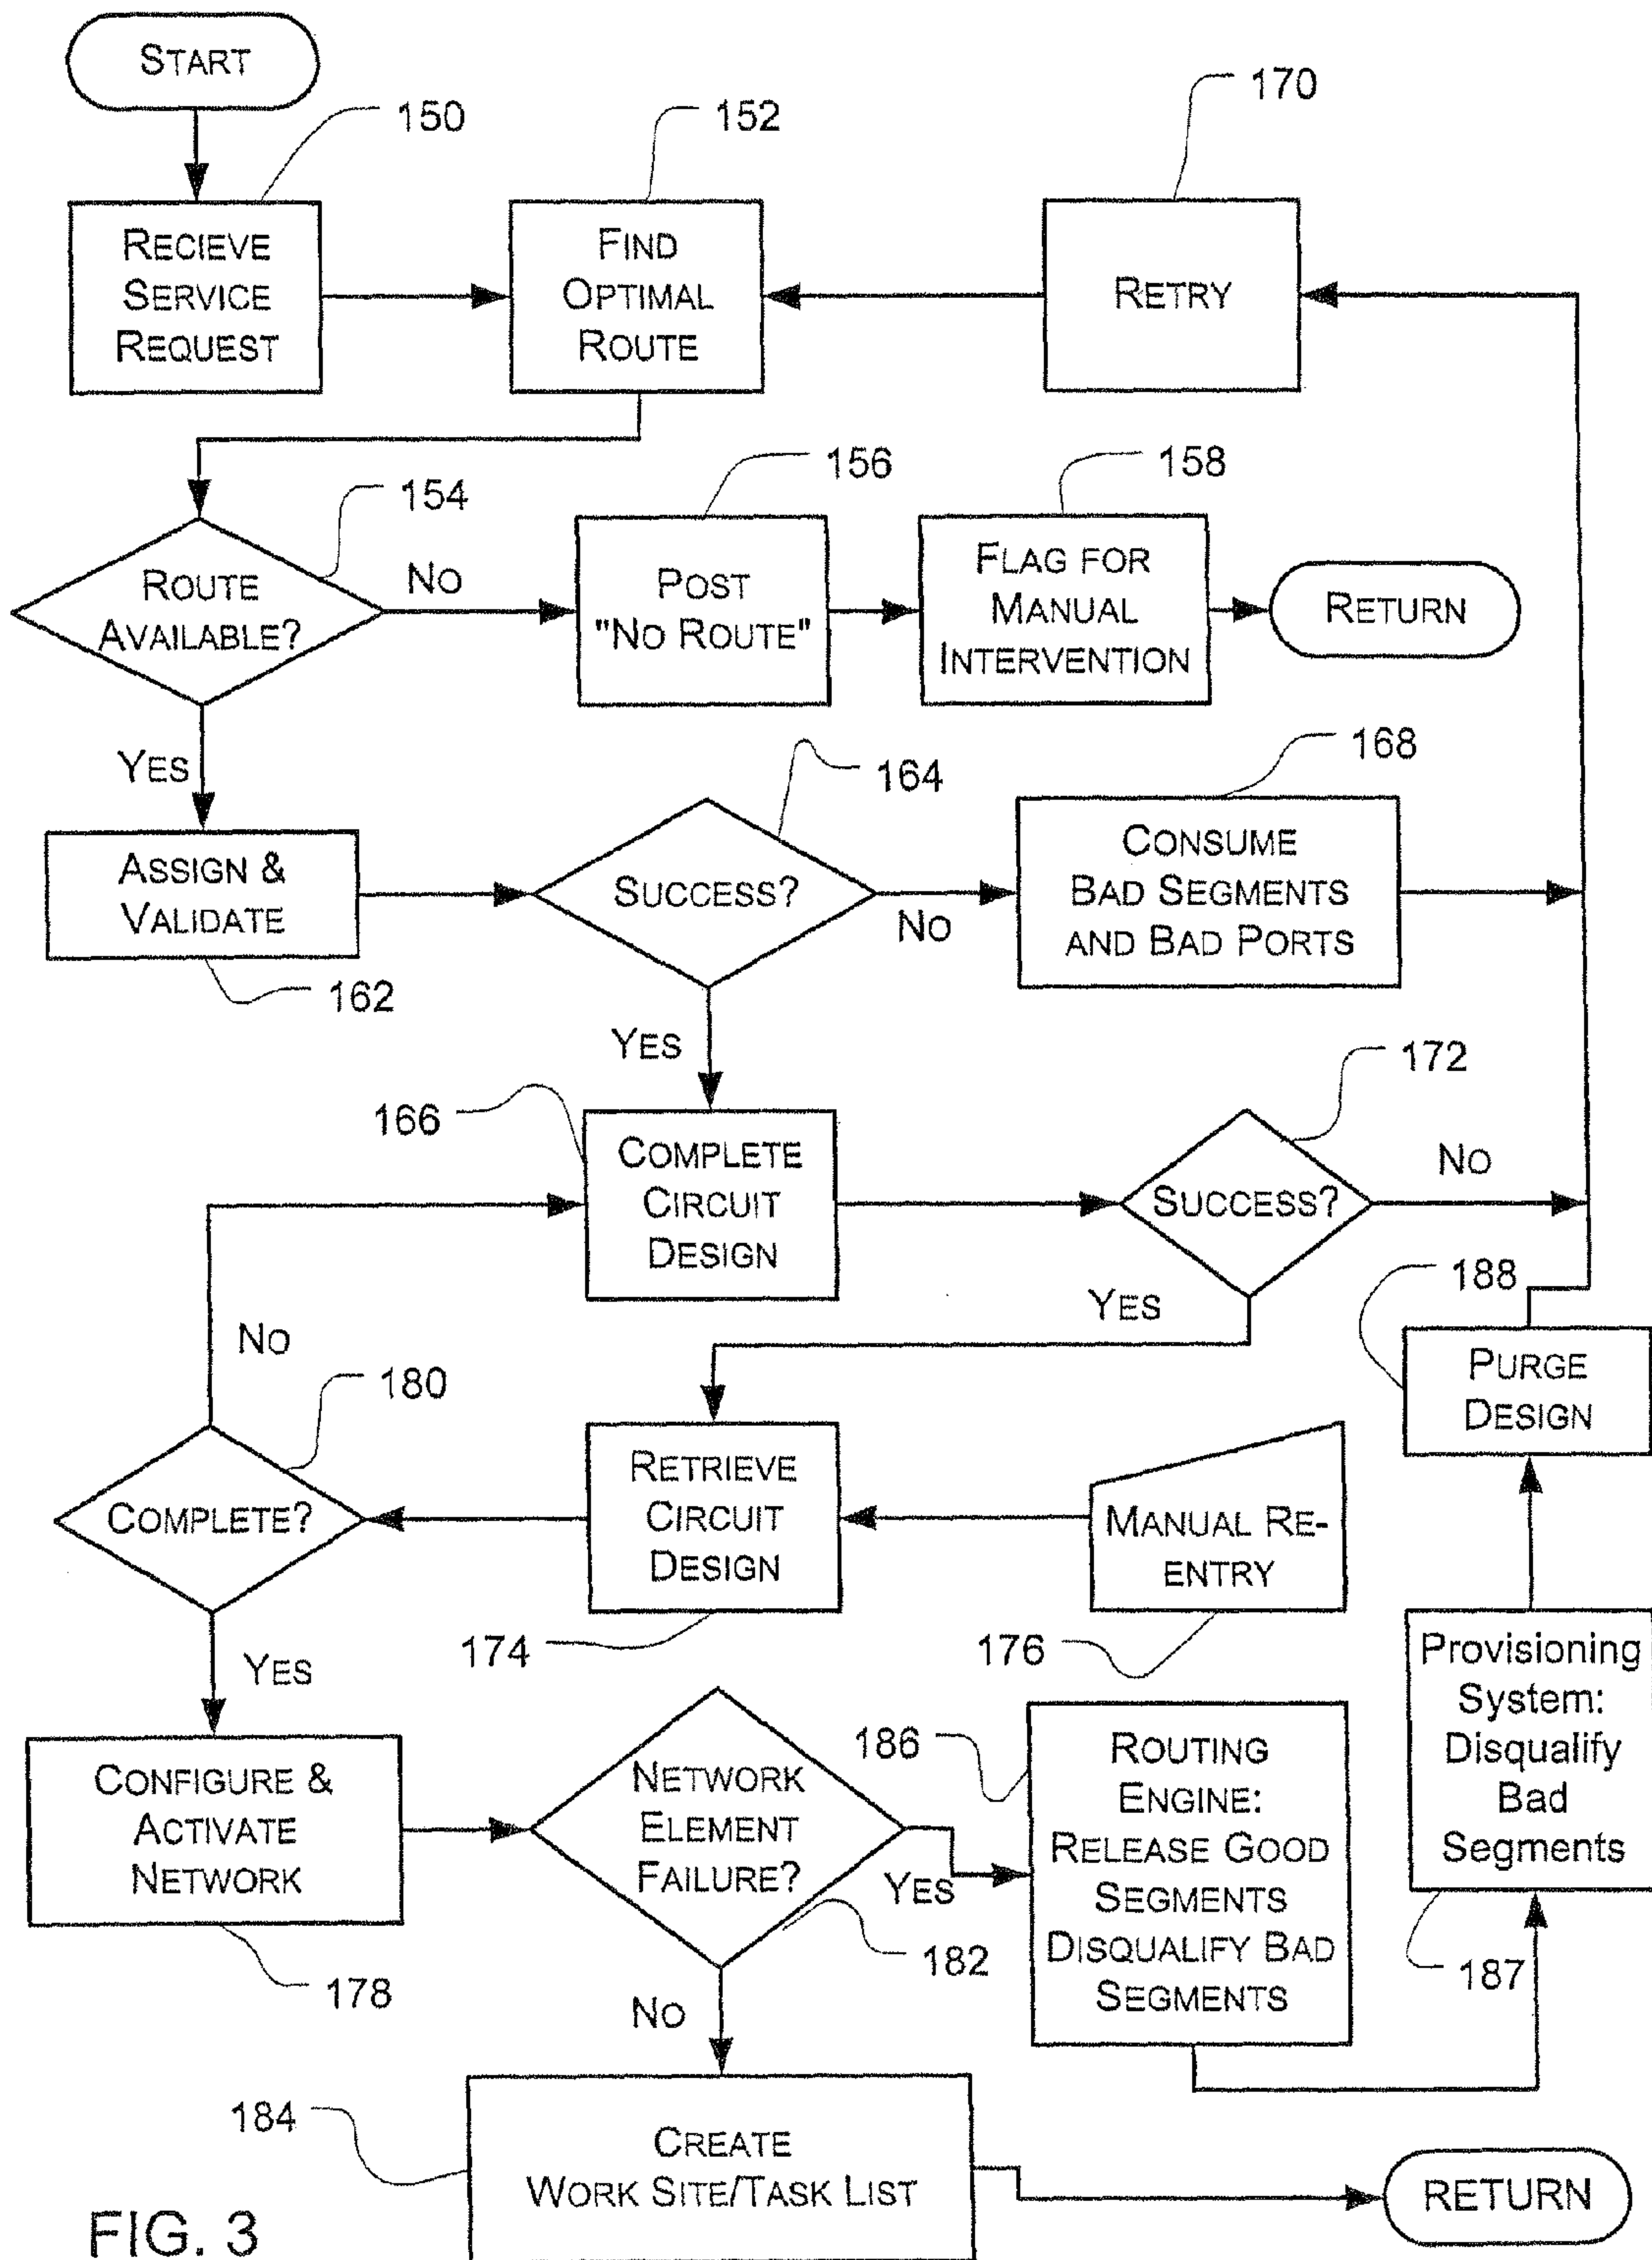 START
150
152
170
RECIEVE
SERVICE
REQUEST
FIND
OPTIMAL
ROUTE
RETRY
154
156
158
ROUTE
AVAILABLE?
NO
POST
"NO ROUTE"
FLAG FOR
MANUAL
INTERVENTION
RETURN
YES
164
168
ASSIGN &
VALIDATE
162
SUCCESS?
NO
CONSUME
BAD SEGMENTS
AND BAD PORTS
YES
166
172
COMPLETE
CIRCUIT
DESIGN
SUCCESS?
NO
YES
188
PURGE
DESIGN
NO
180
COMPLETE?
RETRIEVE
CIRCUIT
DESIGN
174
MANUAL RE-
ENTRY
176
Provisioning
System:
Disqualify
Bad
Segments
187
YES
CONFIGURE &
ACTIVATE
NETWORK
178
NETWORK
ELEMENT
FAILURE?
182
YES
186
ROUTING
ENGINE:
RELEASE GOOD
SEGMENTS
DISQUALIFY BAD
SEGMENTS
NO
184
CREATE
WORK SITE/TASK LIST
RETURN
FIG. 3